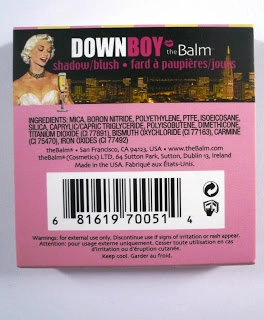 DOWNBOY theBalm®
shadow/blush • fard à paupières/joues
INGREDIENTS: MICA, BORON NITRIDE, POLYETHYLENE, PTFE, ISOEICOSANE,
SILICA, CAPRYLIC/CAPRIC TRIGLYCERIDE, POLYISOBUTENE, DIMETHICONE,
TITANIUM DIOXIDE (CI 77891), BISMUTH OXYCHLORIDE (CI 77163), CARMINE
(CI 75470), IRON OXIDES (CI 77492)
theBalm® • San Francisco, CA 94123, USA • www.theBalm.com
theBalm (Cosmetics) LTD, 64 Sutton Park, Sutton, Dublin 13, Ireland
Made in the USA. Fabriqué aux États-Unis.
6 81619 70051 4
Warnings: for external use only. Discontinue use if signs of irritation or rash appear.
Attention: pour usage externe uniquement. Cesser toute utilisation en cas
d'irritation ou d'éruption cutanée.
Keep cool. Garder au froid.